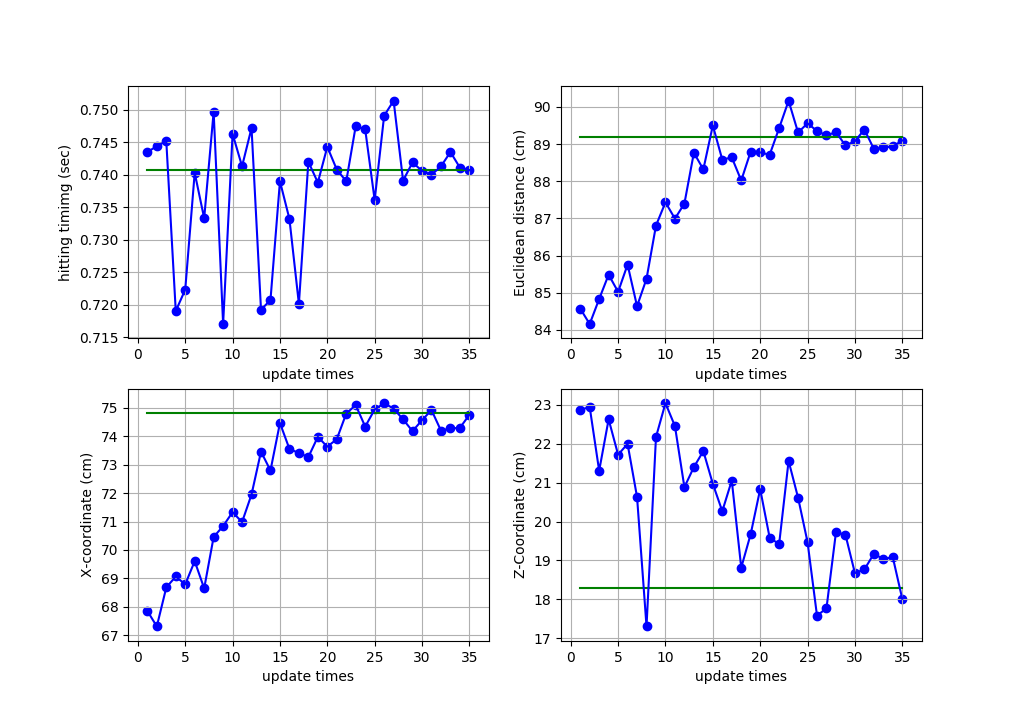 hitting timimg (sec)
0.750
0.745
0.740
0.735
0.730
0.725
0.720
0.715
0 5 10 15 20 25 30 35
update times
Euclidean distance (cm)
90
89
88
87
86
85
84
0 5 10 15 20 25 30 35
update times
X-coordinate (cm)
75
74
73
72
71
70
69
68
67
0 5 10 15 20 25 30 35
update times
Z-Coordinate (cm)
23
22
21
20
19
18
17
0 5 10 15 20 25 30 35
update times